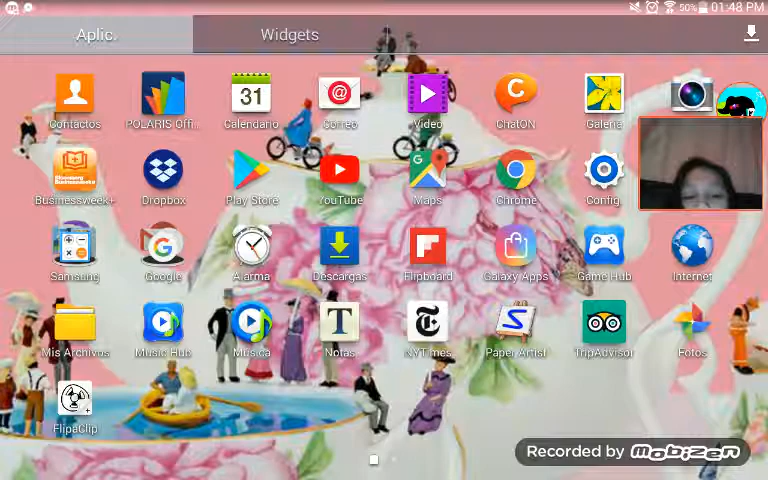 50% 01:48 PM
Aplic. Widgets
31
Contactos POLARIS Offi.. Calendario Correo Video ChatON Galería
Bloomberg
Businessweek+
Businessweek+ Dropbox Play Store YouTube Maps Chrome Config.
Samsung Google Alarma Descargas Flipboard Galaxy Apps Game Hub Internet
Mis Archivos Music Hub Música Notas NYTimes Paper Artist TripAdvisor Fotos
FlipaClip
Recorded by Mobizen